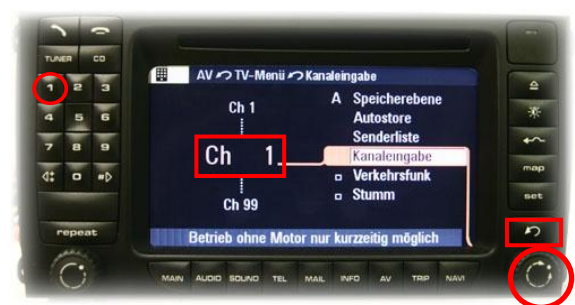 TUNER CD
1 2 3
4 5 6
7 8 9
0
repeat
AV TV-Menü Kanaleingabe
Ch 1
Ch 1
Ch 99
A Speicherebene
Autostore
Senderliste
Kanaleingabe
Verkehrsfunk
Stumm
Betrieb ohne Motor nur kurzzeitig möglich
MAIN AUDIO SOUND TEL MAIL INFO AV TRIP NAVI
map
set